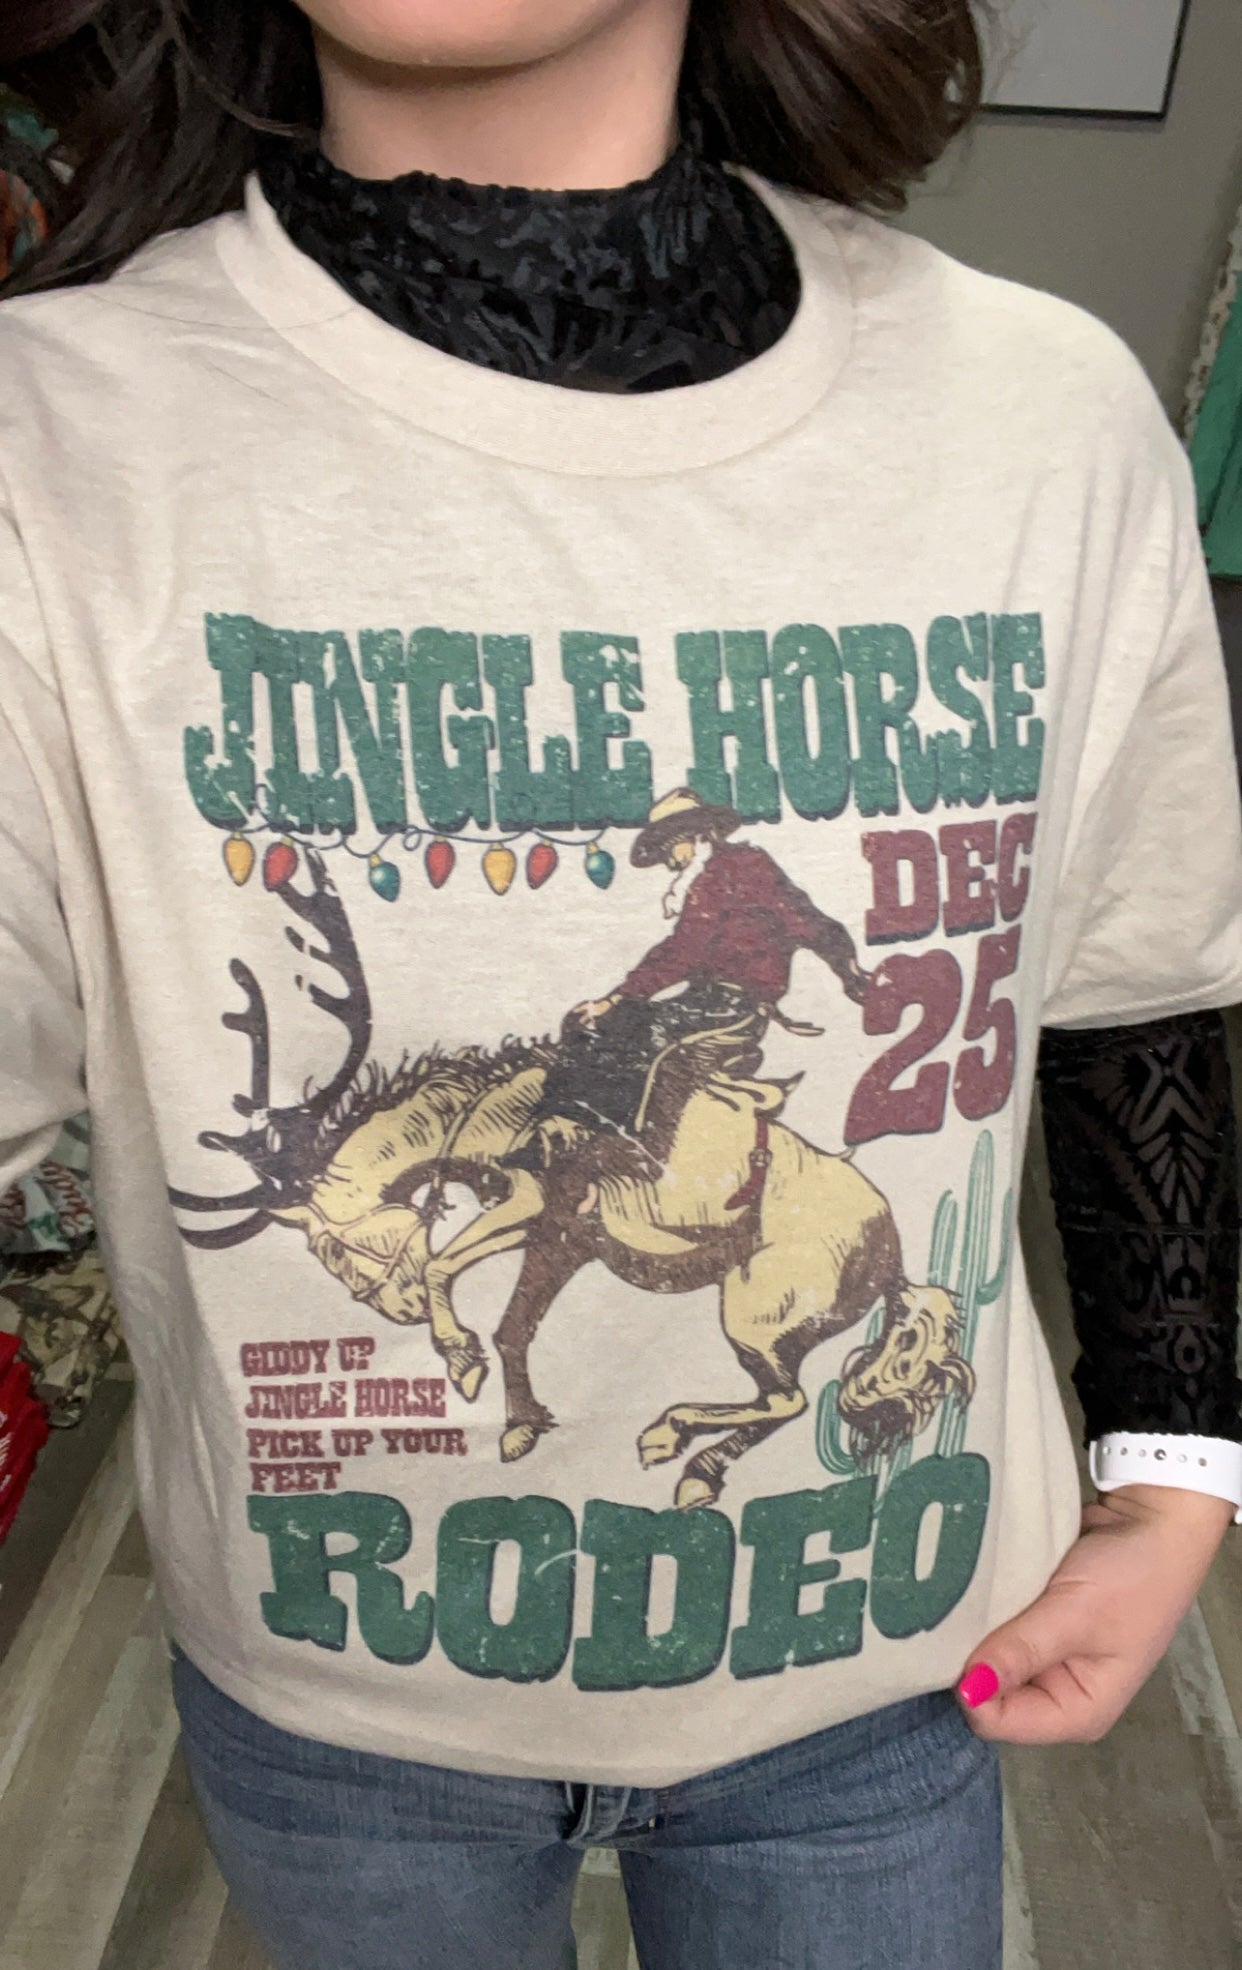 JINGLE HORSE
DEC
25
GIDDY UP
JINGLE HORSE
PICK UP YOUR
FEET
RODEO